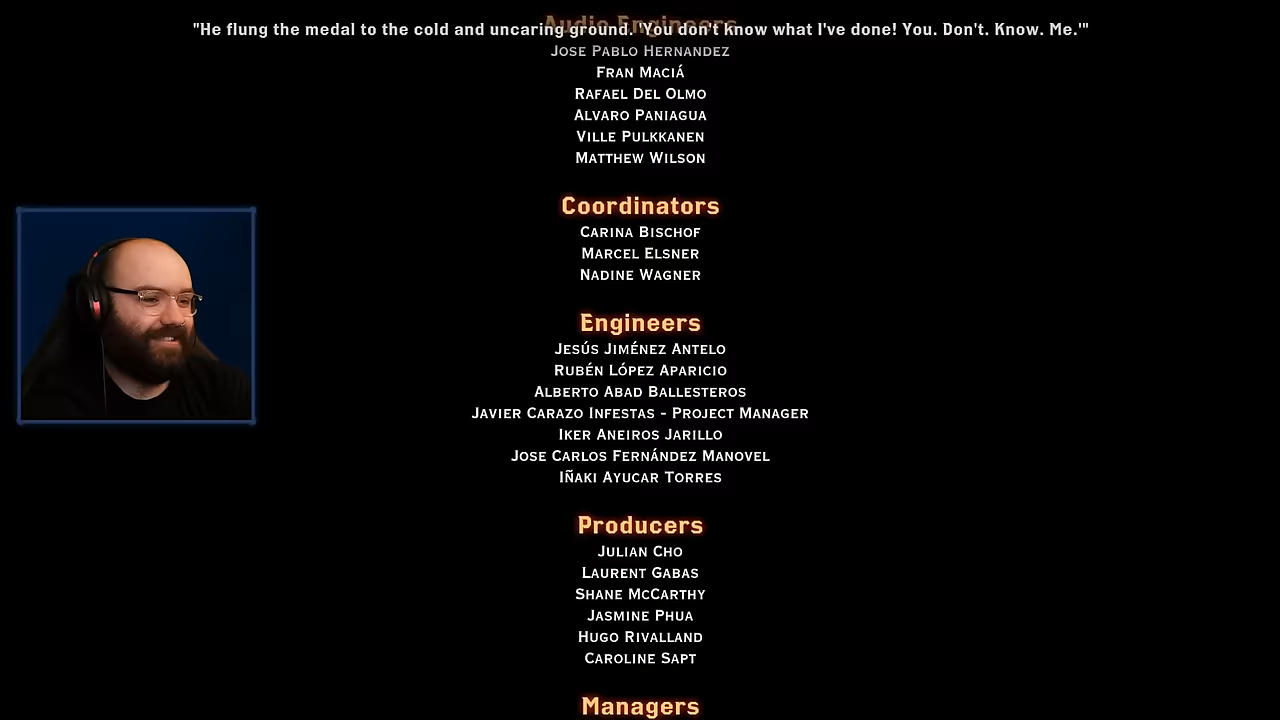 Audio Engineers
"He flung the medal to the cold and uncaring ground. 'You don't know what I've done! You. Don't. Know. Me.'"
Jose Pablo Hernandez
Fran Maciá
Rafael Del Olmo
Alvaro Paniagua
Ville Pulkkanen
Matthew Wilson
Coordinators
Carina Bischof
Marcel Elsner
Nadine Wagner
Engineers
Jesús Jiménez Antelo
Rubén López Aparicio
Alberto Abad Ballesteros
Javier Carazo Infestas - Project Manager
Iker Aneiros Jarillo
Jose Carlos Fernández Manovel
Iñaki Ayucar Torres
Producers
Julian Cho
Laurent Gabas
Shane McCarthy
Jasmine Phua
Hugo Rivalland
Caroline Sapt
Managers